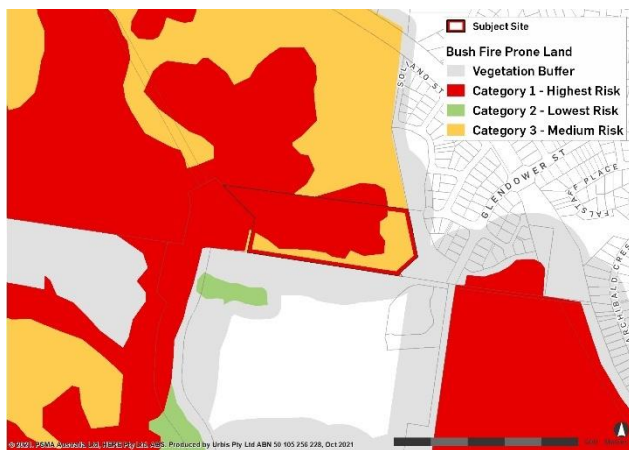 Subject Site
Bush Fire Prone Land
Vegetation Buffer
Category 1 - Highest Risk
Category 2 - Lowest Risk
Category 3 - Medium Risk
SOLLANO ST
GLENDOWER ST
FALSTAFF PLACE
ARCHIBALD CRES
© 2021. PSMA Australia Ltd, HERE Pty Ltd. ABS. Produced by Urbis Pty Ltd ABN 50 105 256 228, Oct 2021